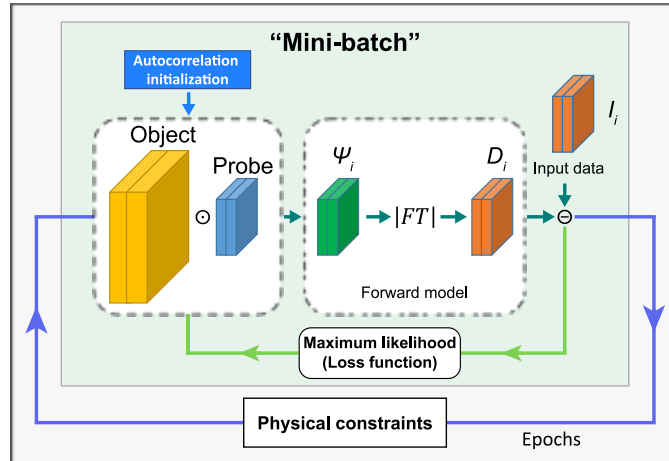 “Mini-batch”
Autocorrelation
initialization
Object
Probe
⊙
Ψi
|FT|
Di
Ii
Input data
⊖
Forward model
Maximum likelihood
(Loss function)
Physical constraints
Epochs